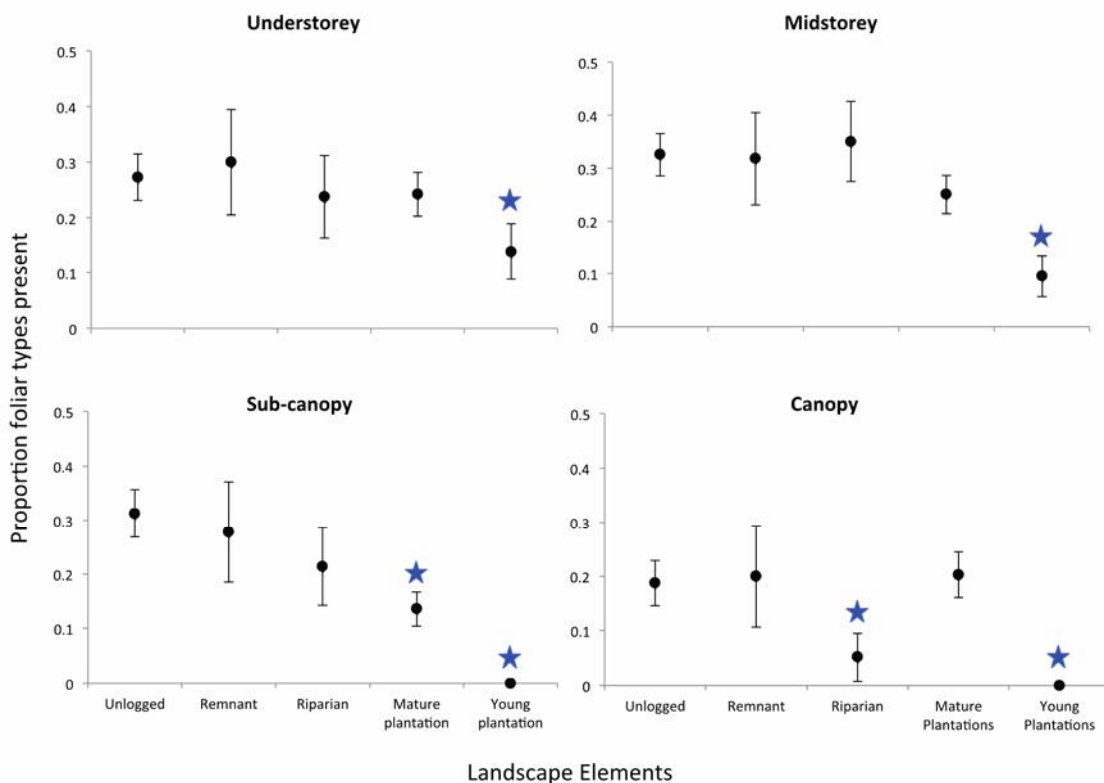 Understorey
0.5
0.4
0.3
0.2
0.1
0
Midstorey
0.5
0.4
0.3
0.2
0.1
0
Proportion foliar types present
Sub-canopy
0.5
0.4
0.3
0.2
0.1
0
Unlogged
Remnant
Riparian
Mature
plantation
Young
plantation
Canopy
0.5
0.4
0.3
0.2
0.1
0
Unlogged
Remnant
Riparian
Mature
Plantations
Young
Plantations
Landscape Elements